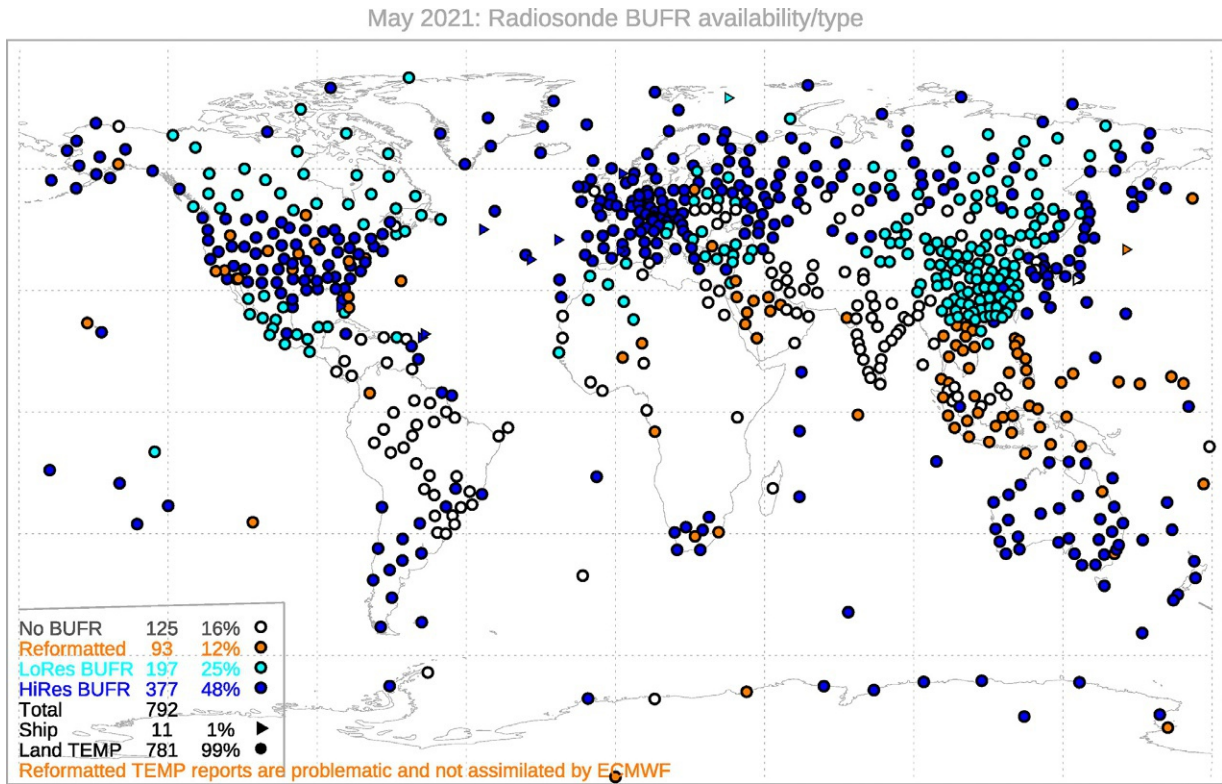 May 2021: Radiosonde BUFR availability/type
No BUFR 125 16%
Reformatted 93 12%
LoRes BUFR 197 25%
HiRes BUFR 377 48%
Total 792
Ship 11 1%
Land TEMP 781 99%
Reformatted TEMP reports are problematic and not assimilated by ECMWF